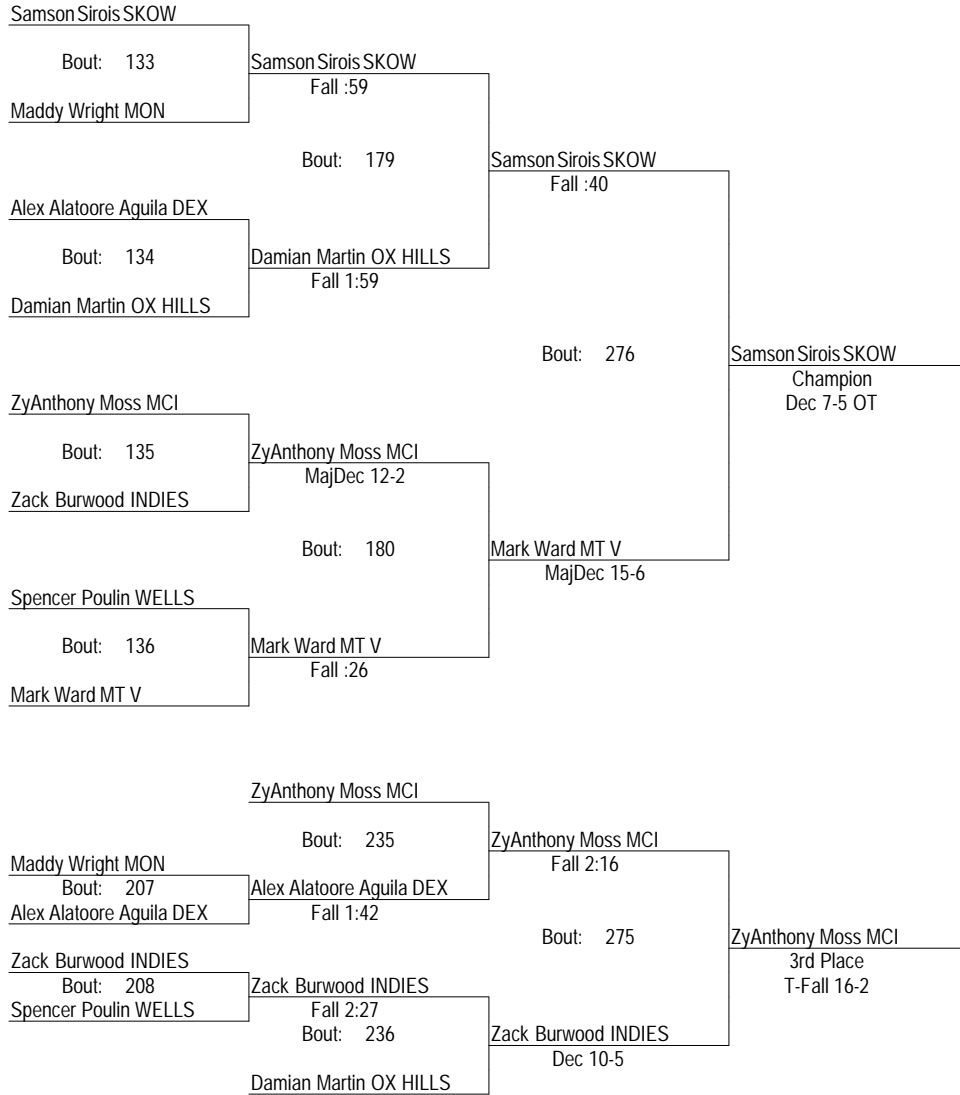 Samson Sirois SKOW
Bout: 133
Samson Sirois SKOW
Fall :59
Maddy Wright MON
Bout: 179
Samson Sirois SKOW
Fall :40
Alex Alatoore Aguila DEX
Bout: 134
Damian Martin OX HILLS
Fall 1:59
Damian Martin OX HILLS
Bout: 276
Samson Sirois SKOW
Champion
Dec 7-5 OT
ZyAnthony Moss MCI
Bout: 135
ZyAnthony Moss MCI
MajDec 12-2
Zack Burwood INDIES
Bout: 180
Mark Ward MT V
MajDec 15-6
Spencer Poulin WELLS
Bout: 136
Mark Ward MT V
Fall :26
Mark Ward MT V
ZyAnthony Moss MCI
Bout: 235
ZyAnthony Moss MCI
Fall 2:16
Maddy Wright MON
Bout: 207
Alex Alatoore Aguila DEX
Fall 1:42
Alex Alatoore Aguila DEX
Bout: 275
ZyAnthony Moss MCI
3rd Place
T-Fall 16-2
Zack Burwood INDIES
Bout: 208
Zack Burwood INDIES
Fall 2:27
Spencer Poulin WELLS
Bout: 236
Zack Burwood INDIES
Dec 10-5
Damian Martin OX HILLS